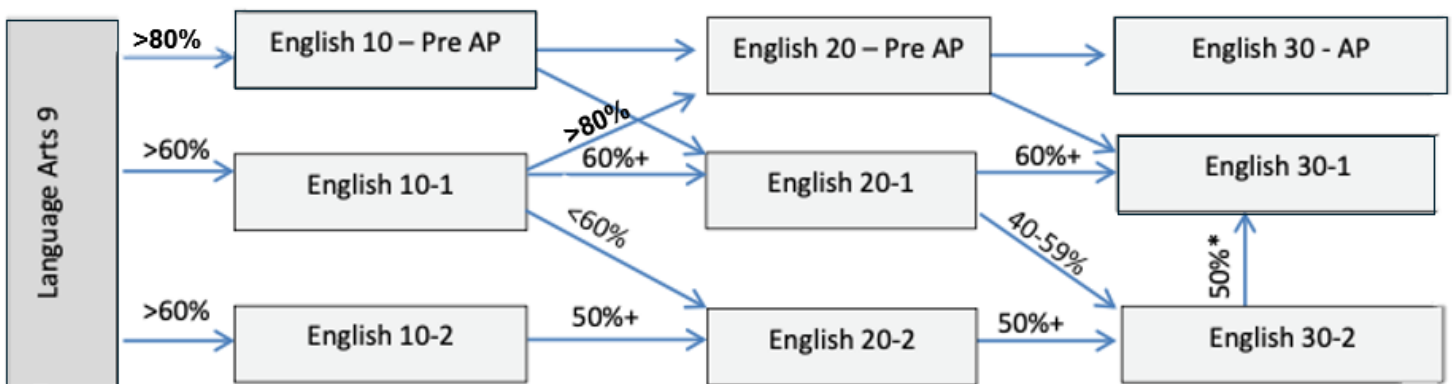 Language Arts 9
>80%
English 10 – Pre AP
English 20 – Pre AP
English 30 - AP
>80%
>60%
English 10-1
60%+
English 20-1
60%+
English 30-1
<60%
40-59%
50%*
>60%
English 10-2
50%+
English 20-2
50%+
English 30-2